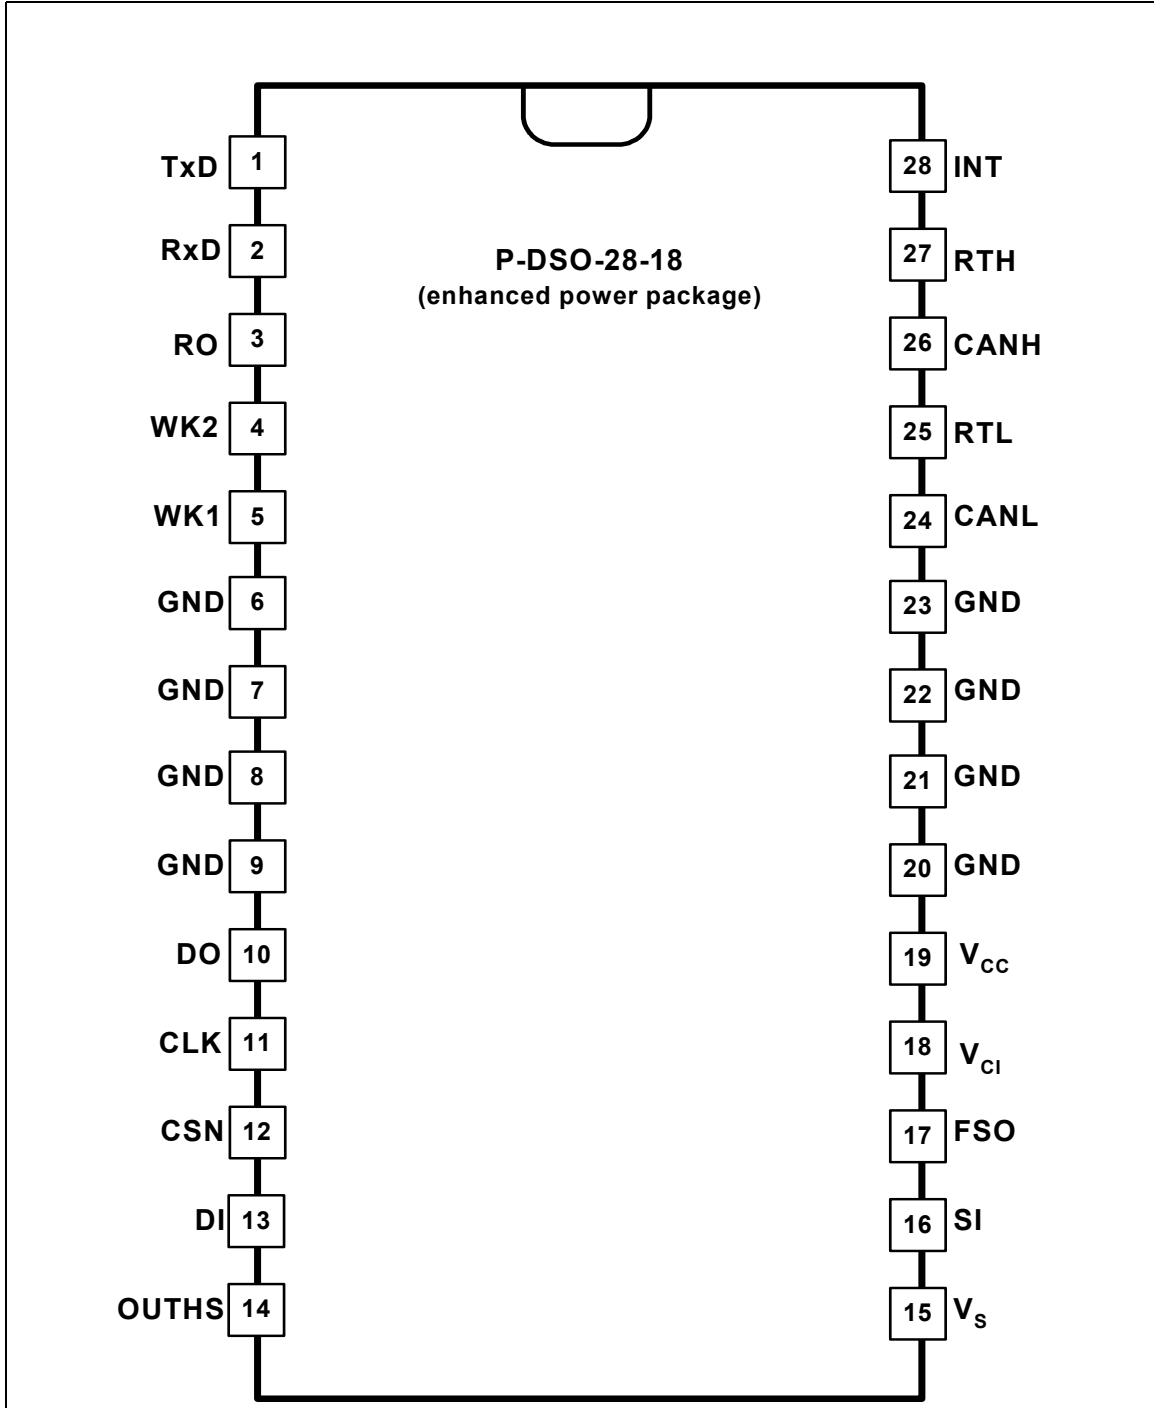 P-DSO-28-18
(enhanced power package)
TxD 1
RxD 2
RO 3
WK2 4
WK1 5
GND 6
GND 7
GND 8
GND 9
DO 10
CLK 11
CSN 12
DI 13
OUTHS 14
28 INT
27 RTH
26 CANH
25 RTL
24 CANL
23 GND
22 GND
21 GND
20 GND
19 VCC
18 VCI
17 FSO
16 SI
15 VS